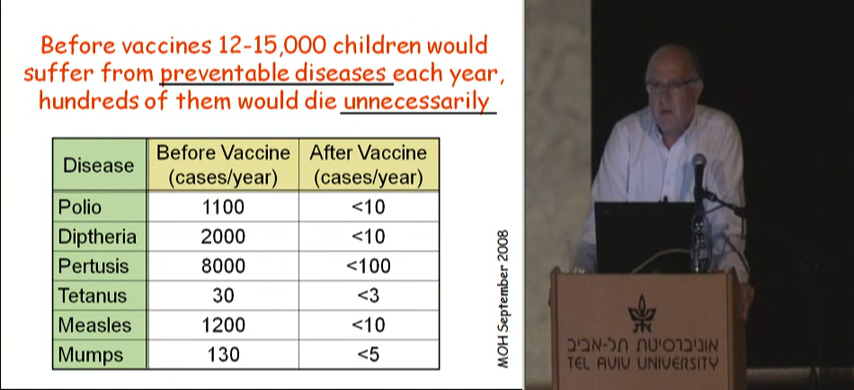 Before vaccines 12-15,000 children would
suffer from preventable diseases each year,
hundreds of them would die unnecessarily
Disease Before Vaccine (cases/year) After Vaccine (cases/year)
Polio 1100 <10
Diptheria 2000 <10
Pertusis 8000 <100
Tetanus 30 <3
Measles 1200 <10
Mumps 130 <5
MOH September 2008
אוניברסיטת תל-אביב
TEL AVIV UNIVERSITY